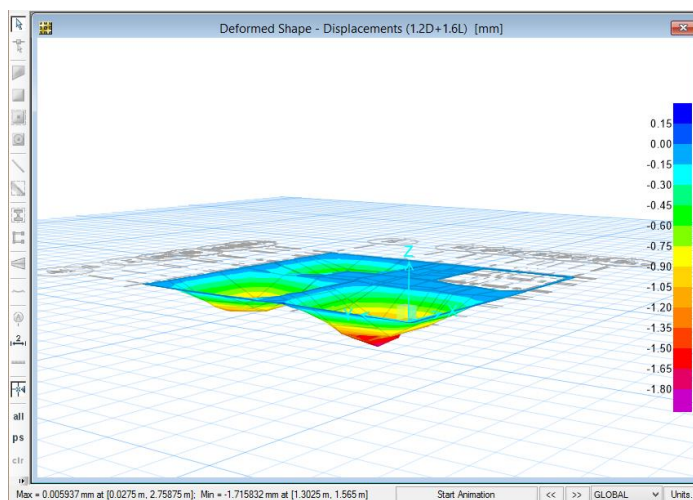 Deformed Shape - Displacements (1.2D+1.6L) [mm]
0.15
0.00
-0.15
-0.30
-0.45
-0.60
-0.75
-0.90
-1.05
-1.20
-1.35
-1.50
-1.65
-1.80
Z
2
all
ps
clr
Max = 0.005937 mm at [0.0275 m, 2.75875 m]; Min = -1.715832 mm at [1.3025 m, 1.565 m]
Start Animation
<<
>>
GLOBAL
Units